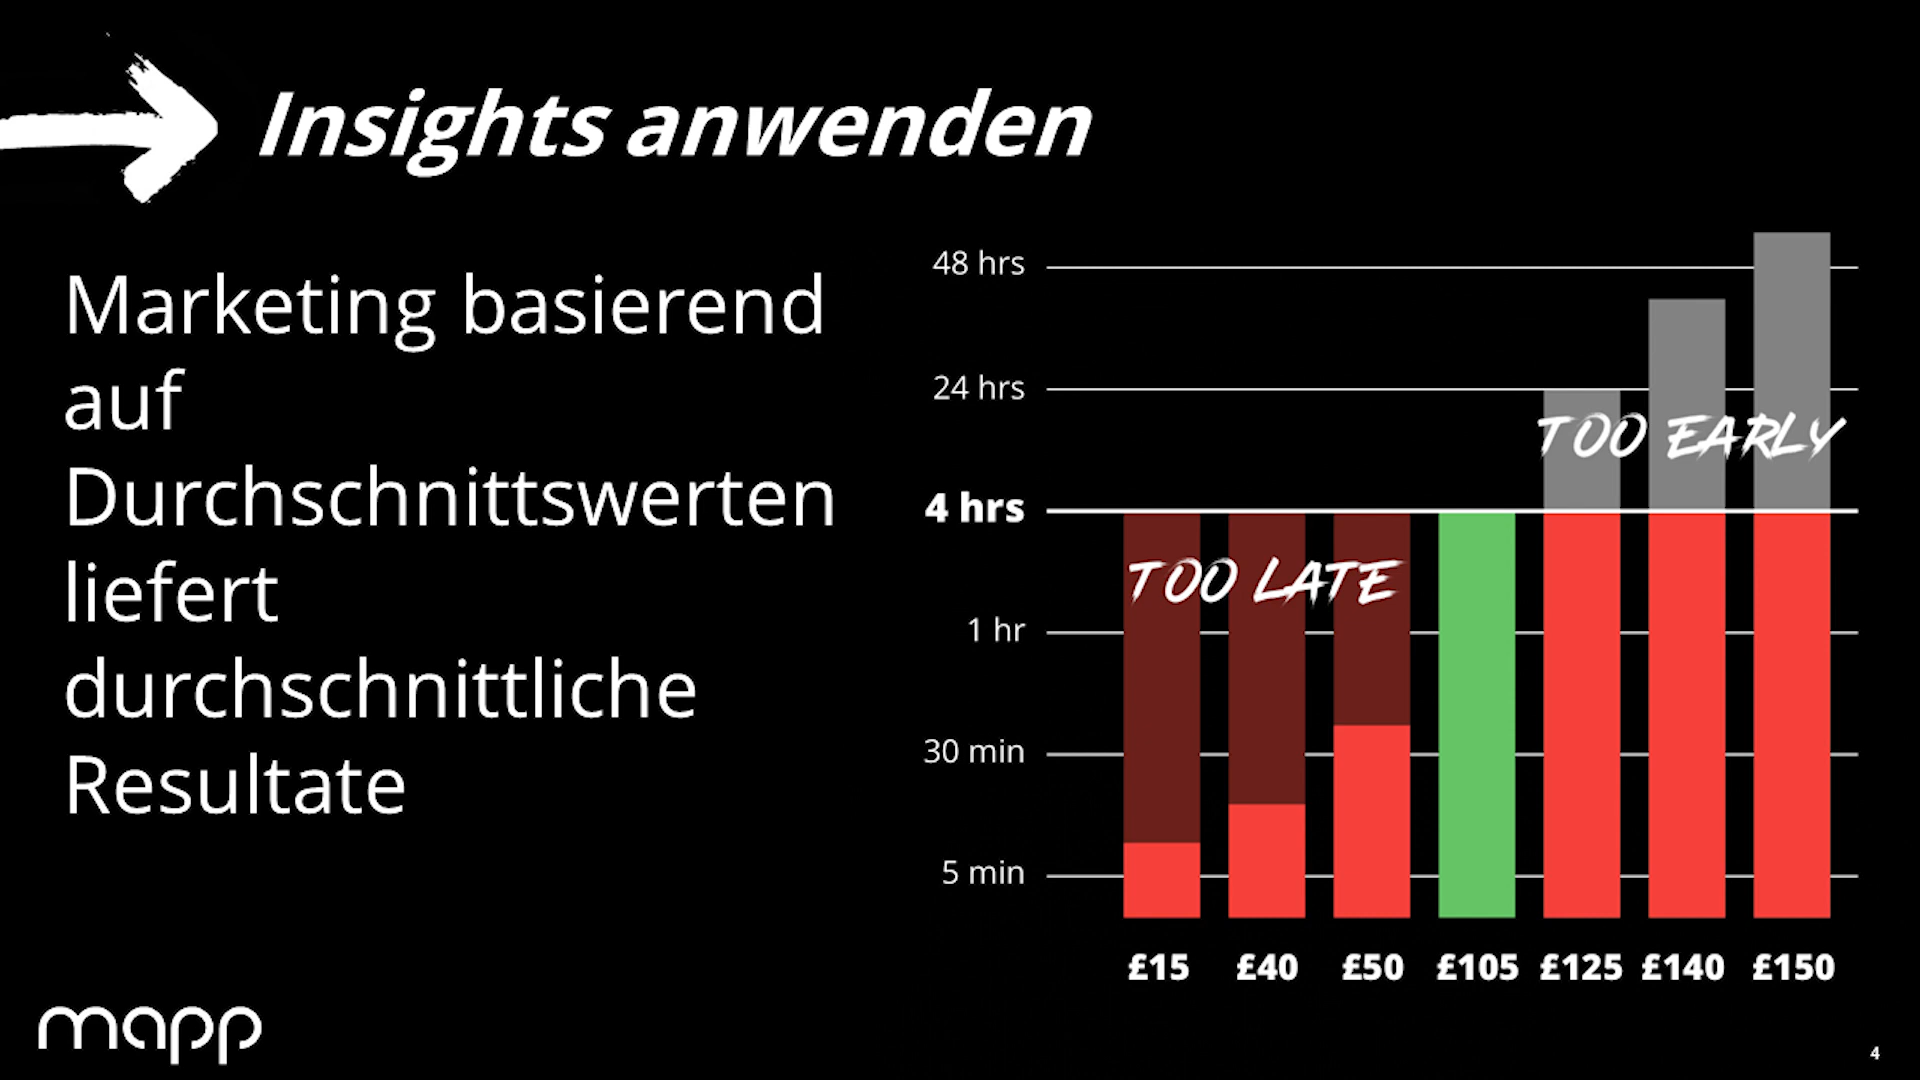 Insights anwenden
Marketing basierend
auf
Durchschnittswerten
liefert
durchschnittliche
Resultate
48 hrs
24 hrs
TOO EARLY
4 hrs
TOO LATE
1 hr
30 min
5 min
£15 £40 £50 £105 £125 £140 £150
mapp
4